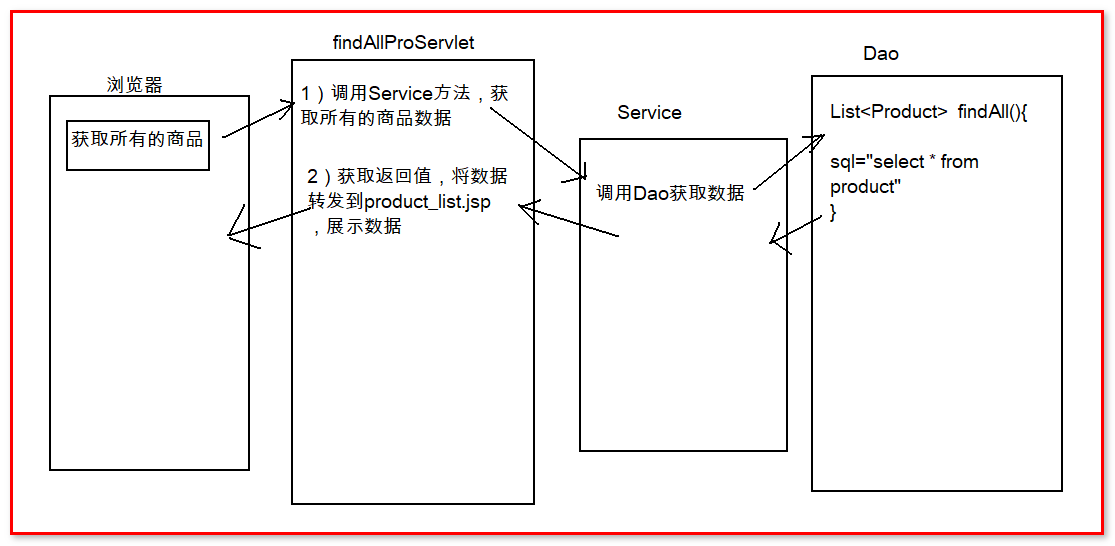 浏览器
获取所有的商品
findAllProServlet
1）调用Service方法，获
取所有的商品数据
2）获取返回值，将数据
转发到product_list.jsp
，展示数据
Service
调用Dao获取数据
Dao
List<Product>  findAll(){
sql="select * from
product"
}